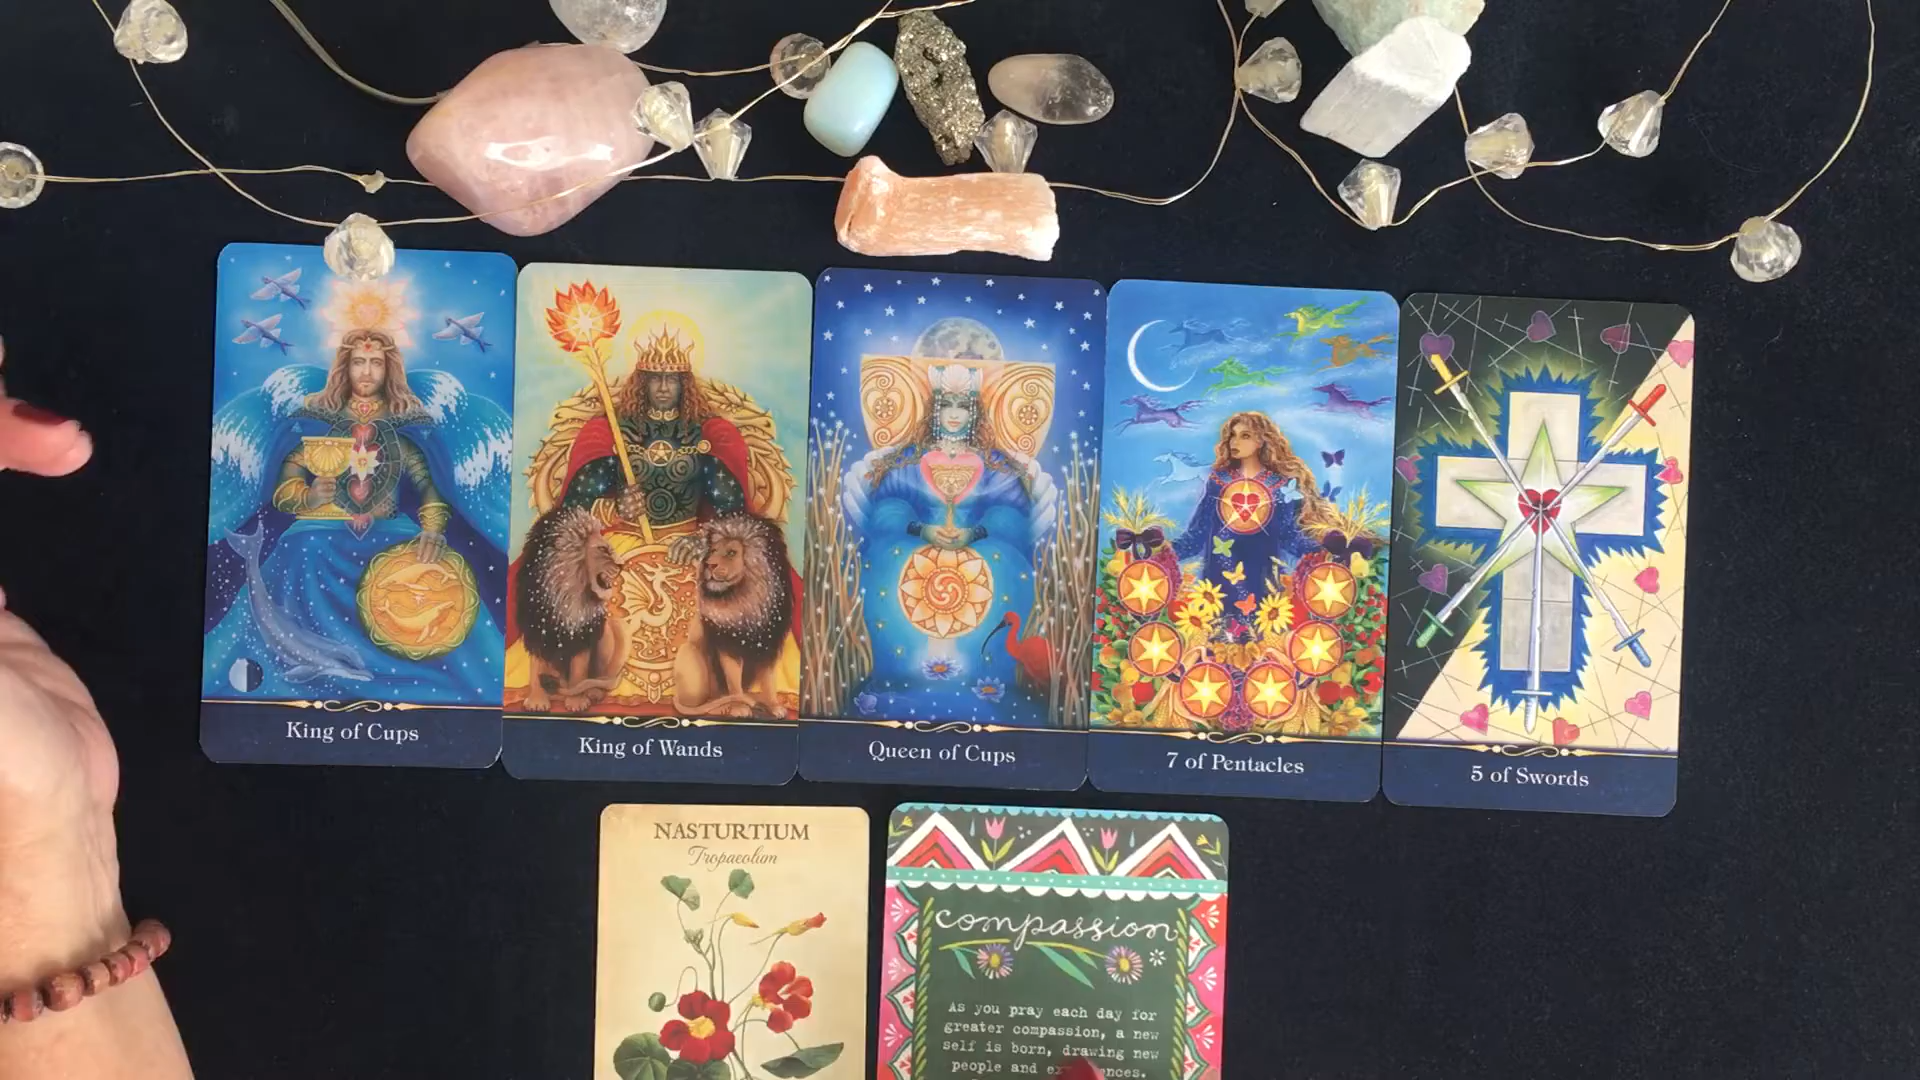 King of Cups
King of Wands
Queen of Cups
7 of Pentacles
5 of Swords
NASTURTIUM
Tropaeolum
compassion
As you pray each day for
greater compassion, a new
self is born, drawing new
people and